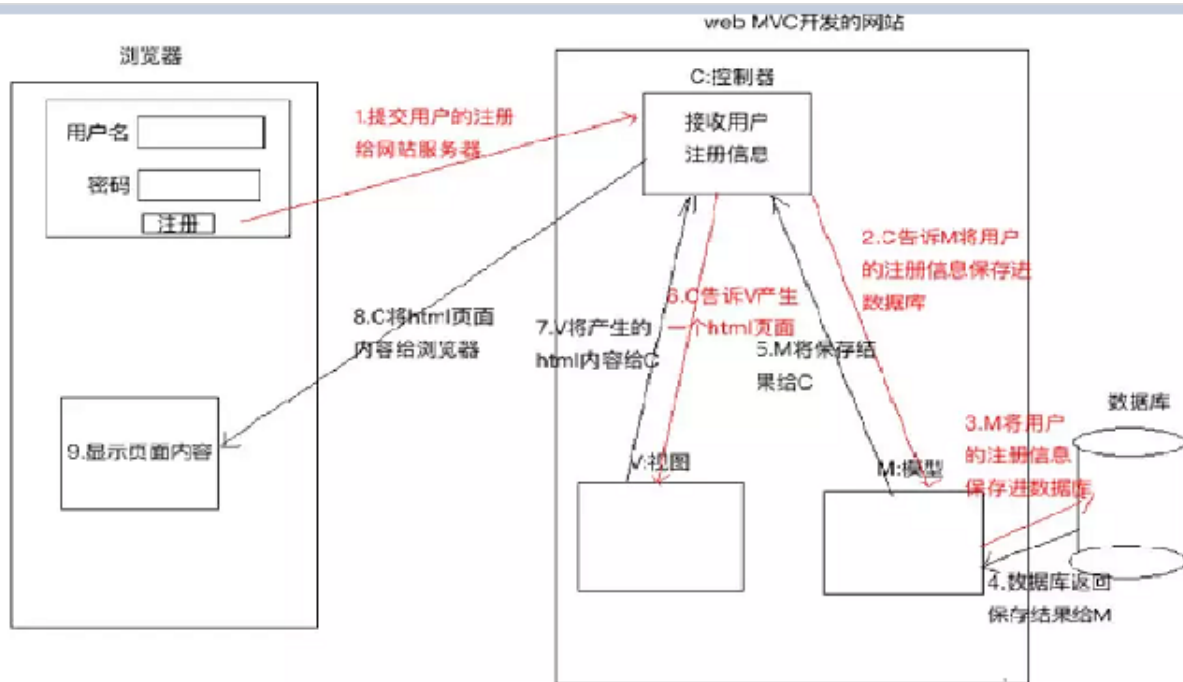 web MVC开发的网站
浏览器
C:控制器
用户名
密码
注册
1.提交用户的注册
给网站服务器
接收用户
注册信息
2.C告诉M将用户
的注册信息保存进
数据库
6.C告诉V产生
一个html页面
8.C将html页面
内容给浏览器
7.V将产生的
html内容给C
5.M将保存结
果给C
数据库
3.M将用户
的注册信息
保存进数据库
9.显示页面内容
V:视图
M:模型
4.数据库返回
保存结果给M